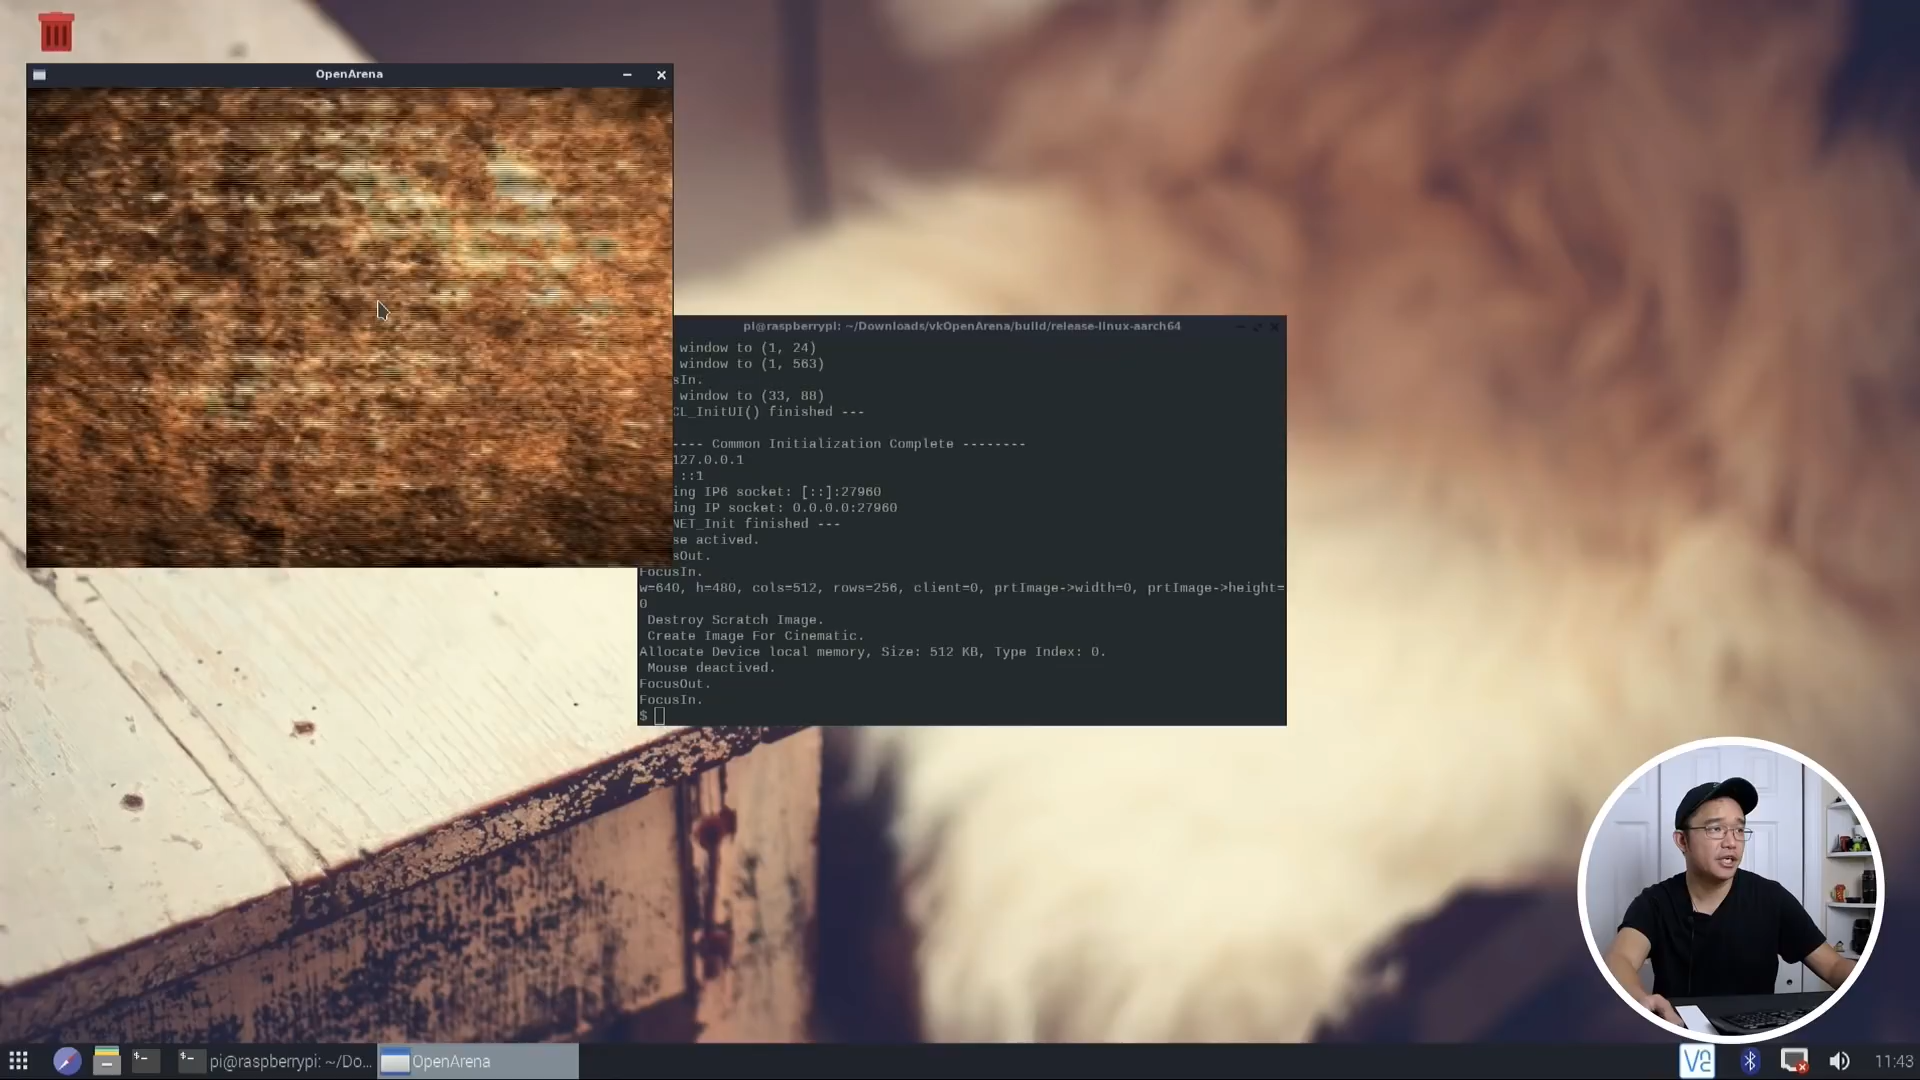 OpenArena
pi@raspberrypi: ~/Downloads/vkOpenArena/build/release-linux-aarch64
window to (1, 24)
window to (1, 563)
sIn.
window to (33, 88)
CL_InitUI() finished ---
---- Common Initialization Complete --------
127.0.0.1
::1
ing IP6 socket: [::]:27960
ing IP socket: 0.0.0.0:27960
NET_Init finished ---
se actived.
sOut.
FocusIn.
w=640, h=480, cols=512, rows=256, client=0, prtImage->width=0, prtImage->height=
0
Destroy Scratch Image.
Create Image For Cinematic.
Allocate Device local memory, Size: 512 KB, Type Index: 0.
Mouse deactived.
FocusOut.
FocusIn.
$
pi@raspberrypi: ~/Do... OpenArena 11:43